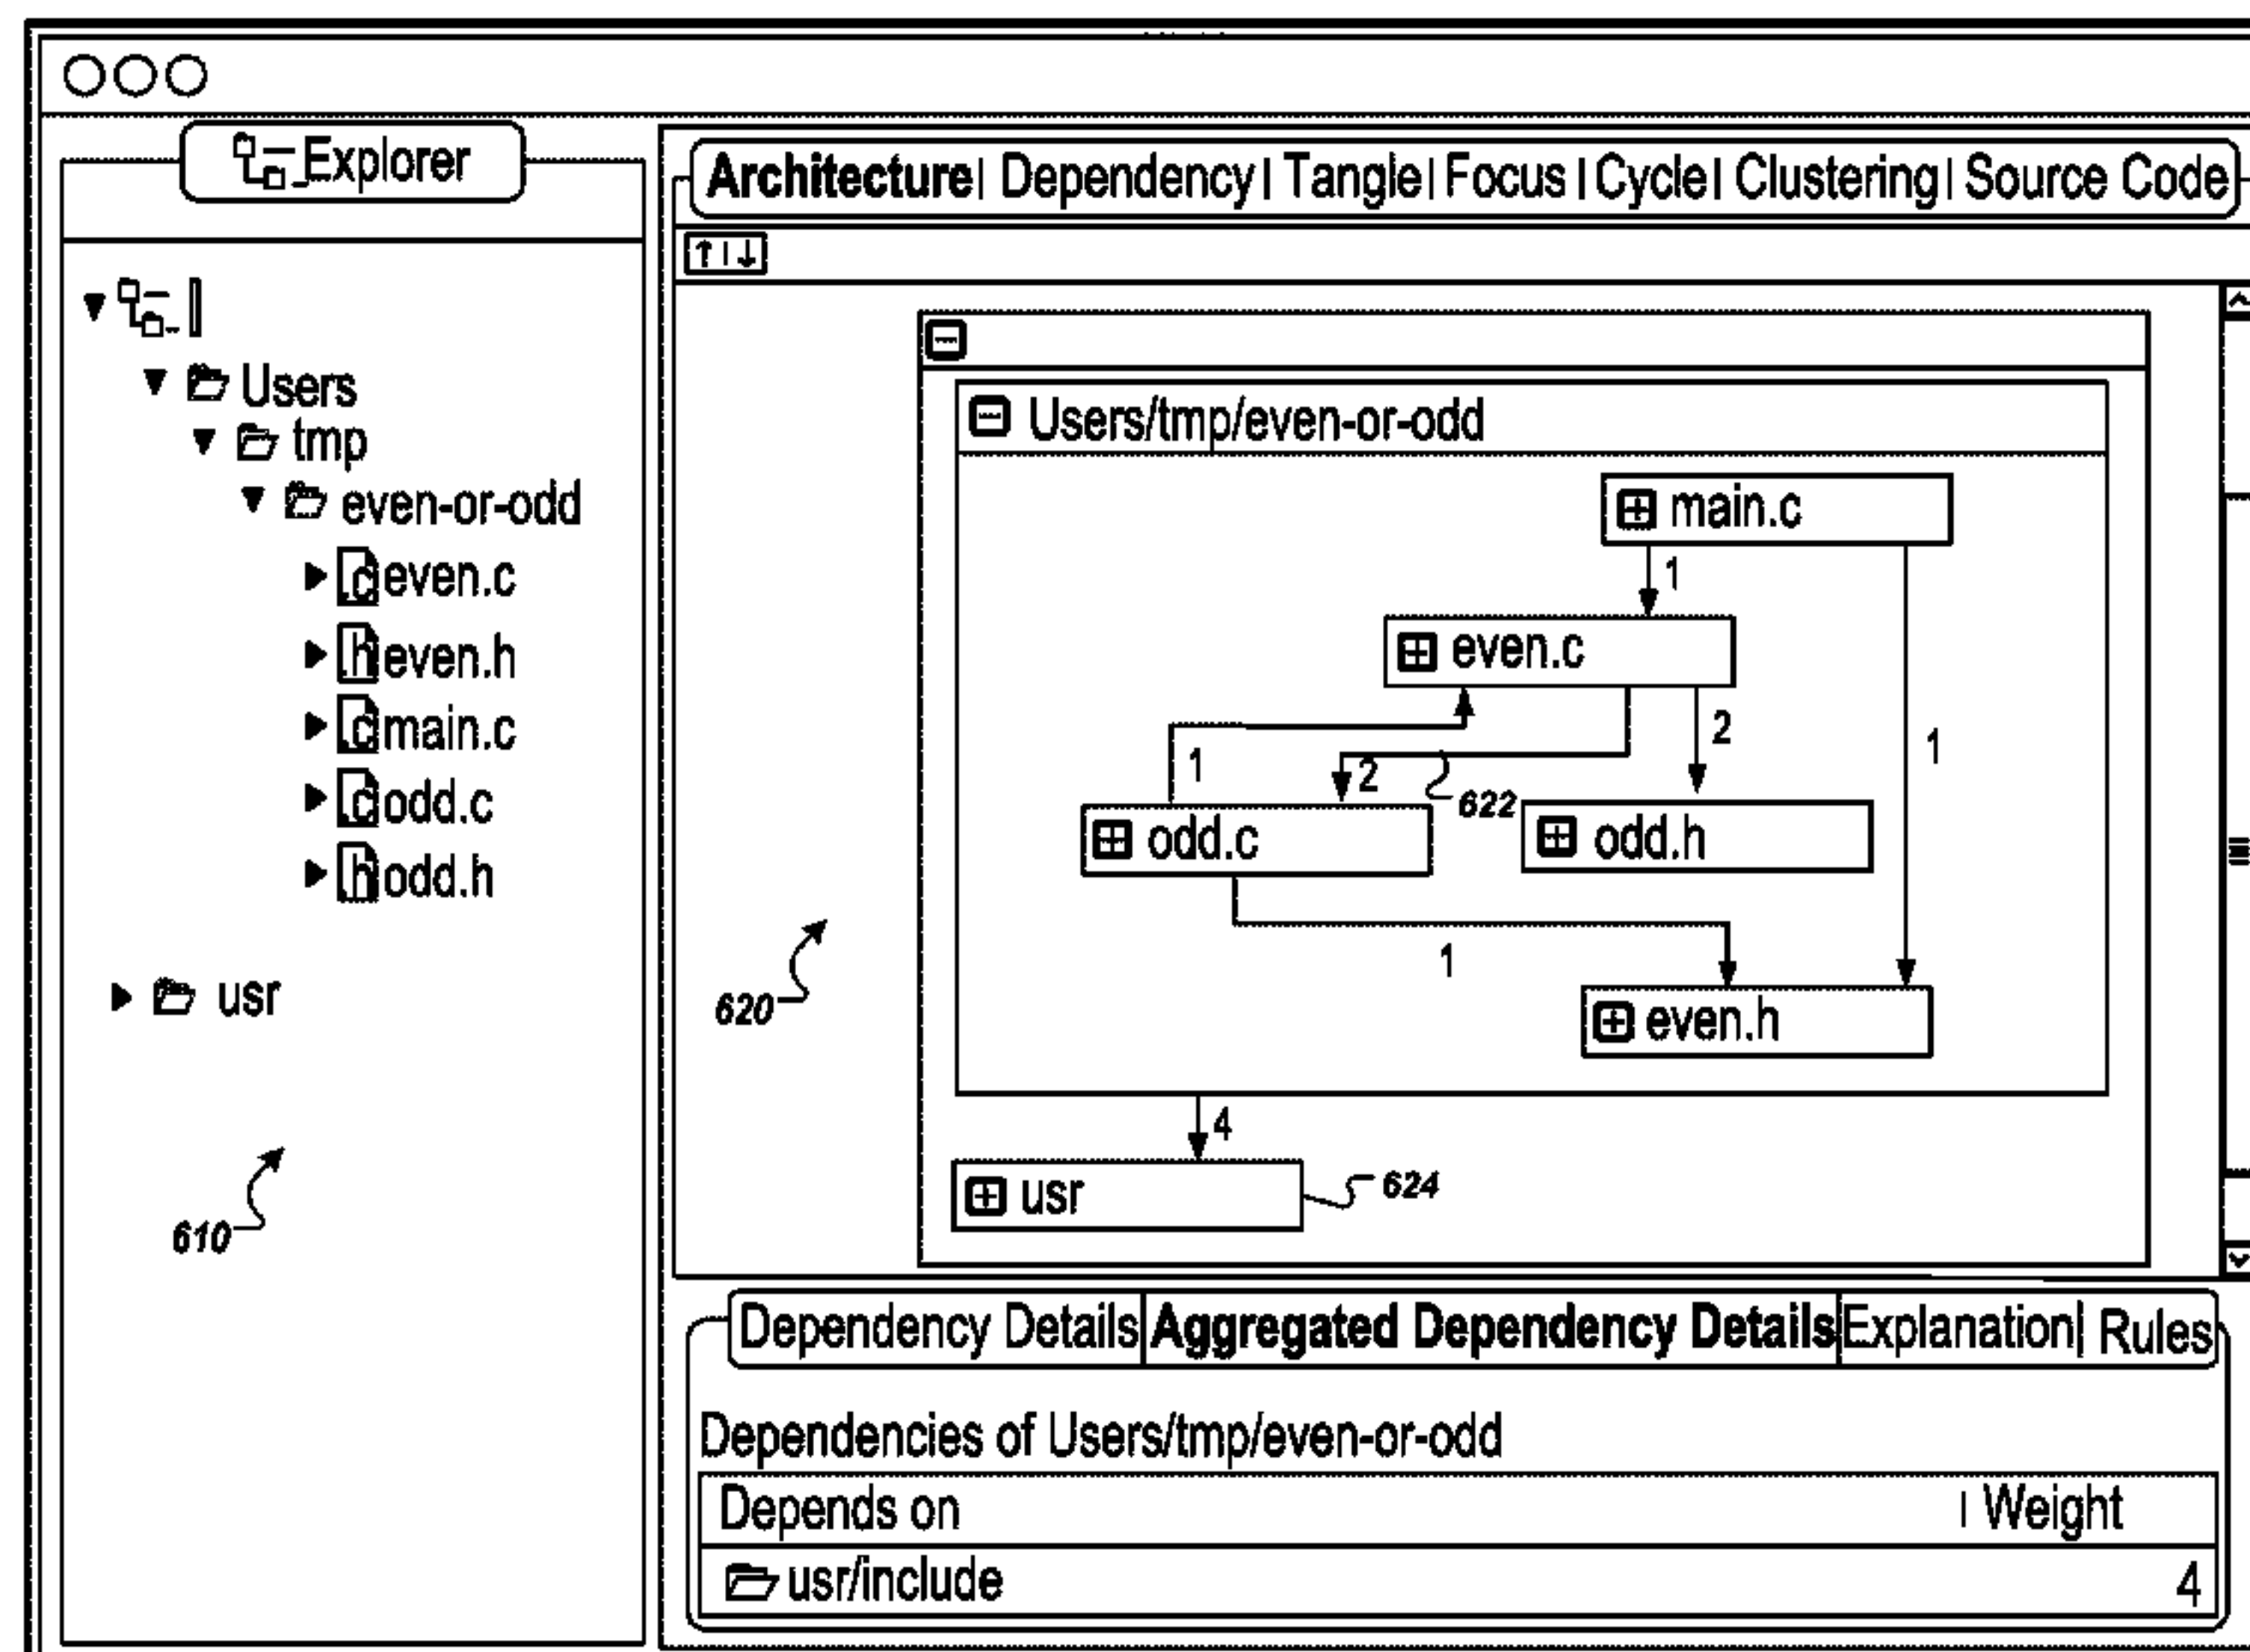 Explorer
Users
tmp
even-or-odd
.c even.c
.h even.h
.c main.c
.c odd.c
.h odd.h
usr
610
Architecture | Dependency | Tangle | Focus | Cycle | Clustering | Source Code
Users/tmp/even-or-odd
main.c
1
even.c
1
2
2
1
622
odd.c
odd.h
1
even.h
620
4
usr
624
Dependency Details | Aggregated Dependency Details | Explanation | Rules
Dependencies of Users/tmp/even-or-odd
Depends on | Weight
usr/include 4